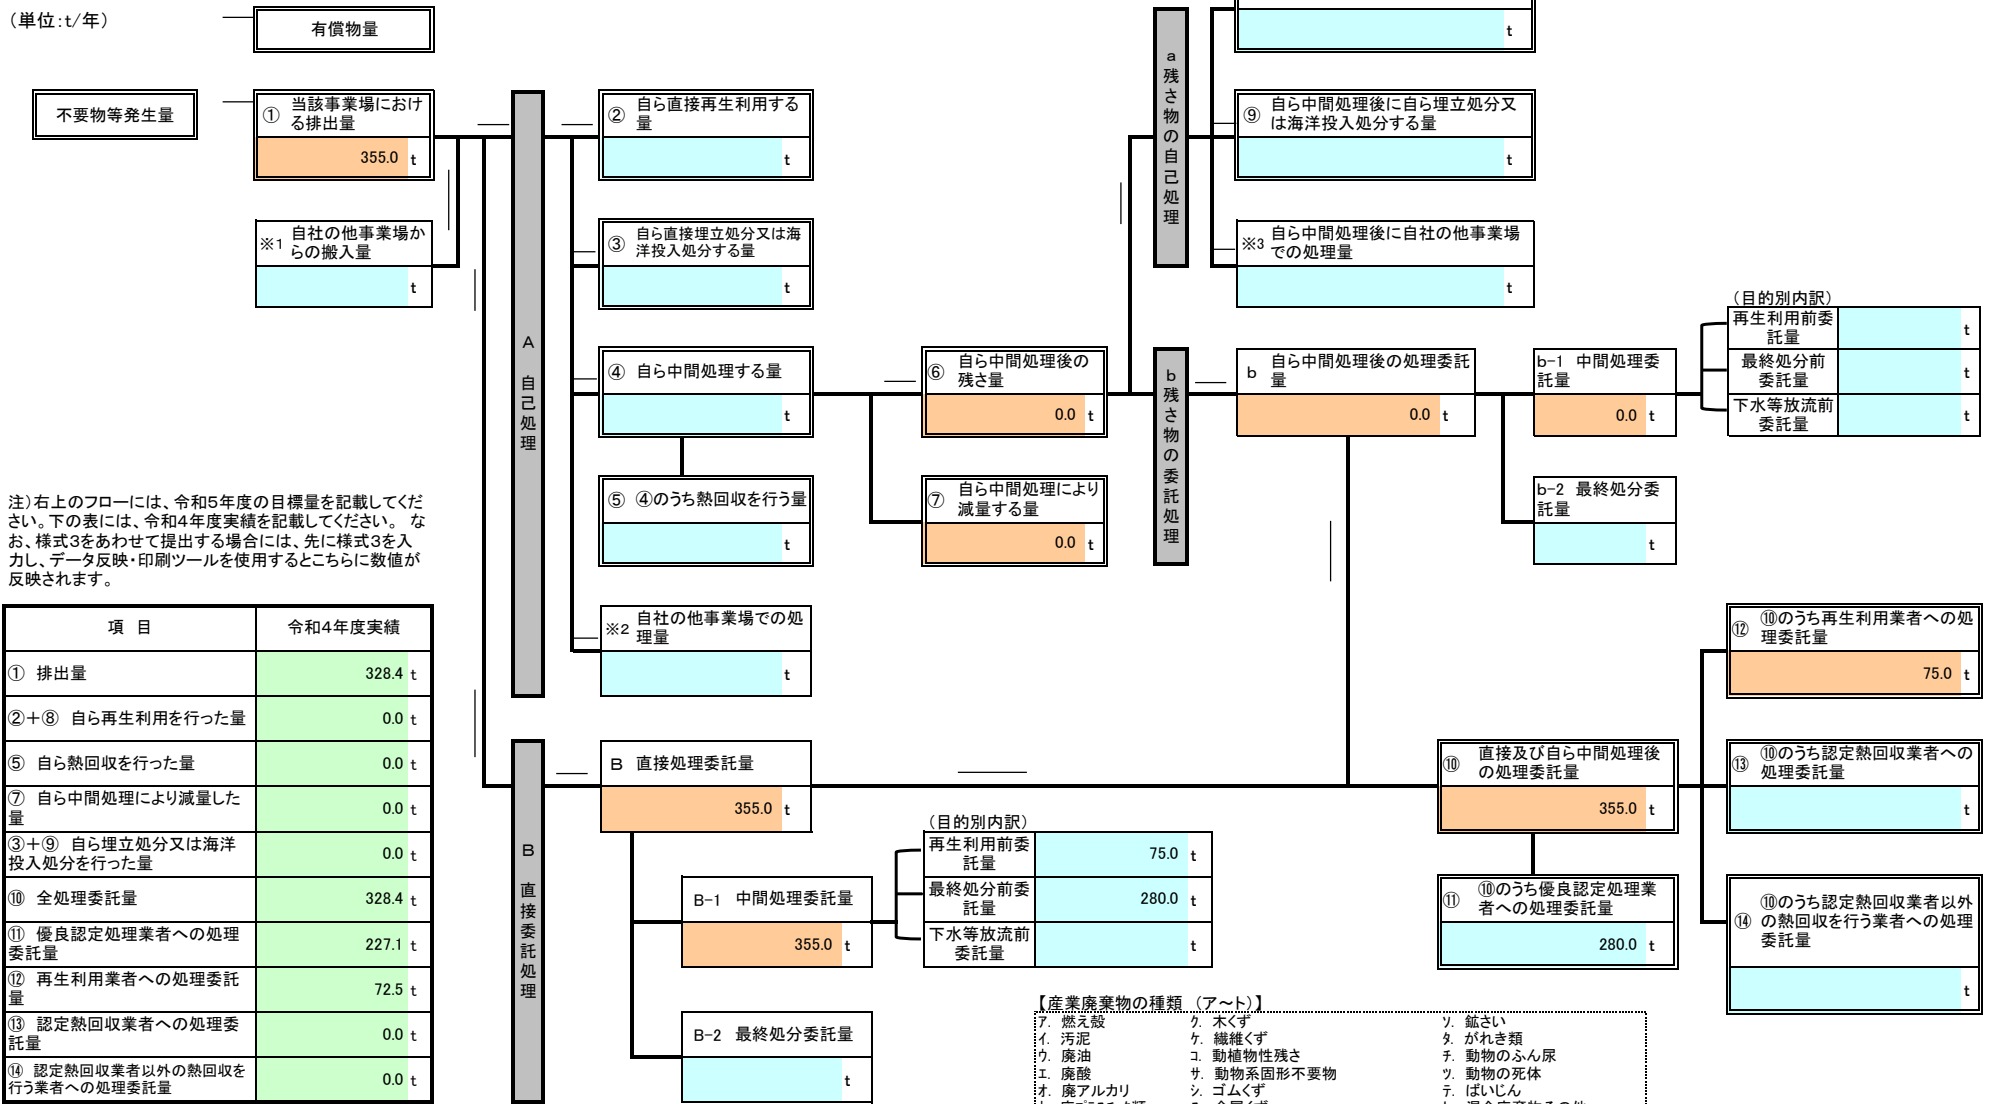 （単位:t/年）
有償物量
t
不要物等発生量
①
当該事業場におけ
る排出量
355.0 t
※1
自社の他事業場か
らの搬入量
t
A
自己処理
②
自ら直接再生利用する
量
t
③
自ら直接埋立処分又は海
洋投入処分する量
t
④ 自ら中間処理する量
t
⑤ ④のうち熱回収を行う量
t
※2
自社の他事業場での処
理量
t
⑥
自ら中間処理後の
残さ量
0.0 t
⑦
自ら中間処理により
減量する量
0.0 t
a残さ物の自己処理
⑨
自ら中間処理後に自ら埋立処分又
は海洋投入処分する量
t
※3
自ら中間処理後に自社の他事業場
での処理量
t
b残さ物の委託処理
b
自ら中間処理後の処理委託
量
0.0 t
b-1 中間処理委
託量
0.0 t
（目的別内訳）
再生利用前委
託量
t
最終処分前
委託量
t
下水等放流前
委託量
t
b-2 最終処分委
託量
t
注）右上のフローには、令和5年度の目標量を記載してくだ
さい。下の表には、令和4年度実績を記載してください。 な
お、様式3をあわせて提出する場合には、先に様式3を入
力し、データ反映・印刷ツールを使用するとこちらに数値が
反映されます。
項 目 令和4年度実績
① 排出量 328.4 t
②＋⑧ 自ら再生利用を行った量 0.0 t
⑤ 自ら熱回収を行った量 0.0 t
⑦ 自ら中間処理により減量した
量 0.0 t
③＋⑨ 自ら埋立処分又は海洋
投入処分を行った量 0.0 t
⑩ 全処理委託量 328.4 t
⑪ 優良認定処理業者への処理
委託量 227.1 t
⑫ 再生利用業者への処理委託
量 72.5 t
⑬ 認定熱回収業者への処理委
託量 0.0 t
⑭ 認定熱回収業者以外の熱回収を
行う業者への処理委託量 0.0 t
B
直接委託処理
B 直接処理委託量
355.0 t
B-1 中間処理委託量
355.0 t
（目的別内訳）
再生利用前委
託量
75.0 t
最終処分前委
託量
280.0 t
下水等放流前
委託量
t
B-2 最終処分委託量
t
⑩
直接及び自ら中間処理後
の処理委託量
355.0 t
⑪
⑩のうち優良認定処理業
者への処理委託量
280.0 t
⑫
⑩のうち再生利用業者への処
理委託量
75.0 t
⑬
⑩のうち認定熱回収業者への
処理委託量
t
⑭
⑩のうち認定熱回収業者以外
の熱回収を行う業者への処理
委託量
t
【産業廃棄物の種類 （ア～ト）】
ア. 燃え殻 ク. 木くず ソ. 鉱さい
イ. 汚泥 ケ. 繊維くず タ. がれき類
ウ. 廃油 コ. 動植物性残さ チ. 動物のふん尿
エ. 廃酸 サ. 動物系固形不要物 ツ. 動物の死体
オ. 廃アルカリ シ. ゴムくず テ. ばいじん